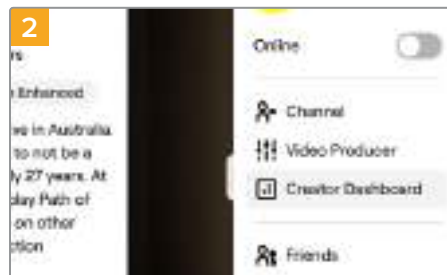 2
rs
Enhanced
ve in Australia.
to not be a
ly 27 years. At
play Path of
on other
ction
Online
Channel
Video Producer
Creator Dashboard
Friends